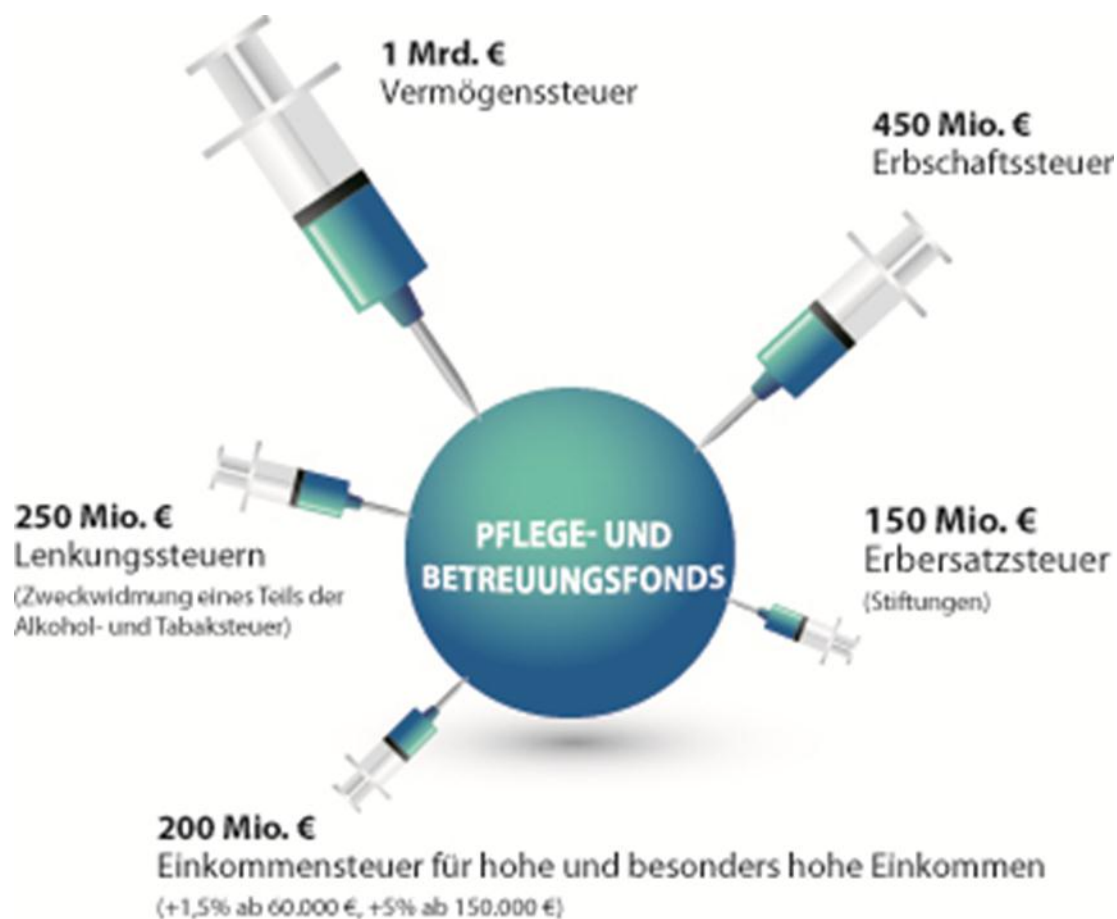 1 Mrd. €
Vermögenssteuer
450 Mio. €
Erbschaftssteuer
250 Mio. €
Lenkungssteuern
(Zweckwidmung eines Teils der
Alkohol- und Tabaksteuer)
PFLEGE- UND
BETREUUNGSFONDS
150 Mio. €
Erbersatzsteuer
(Stiftungen)
200 Mio. €
Einkommensteuer für hohe und besonders hohe Einkommen
(+1,5% ab 60.000 €, +5% ab 150.000 €)